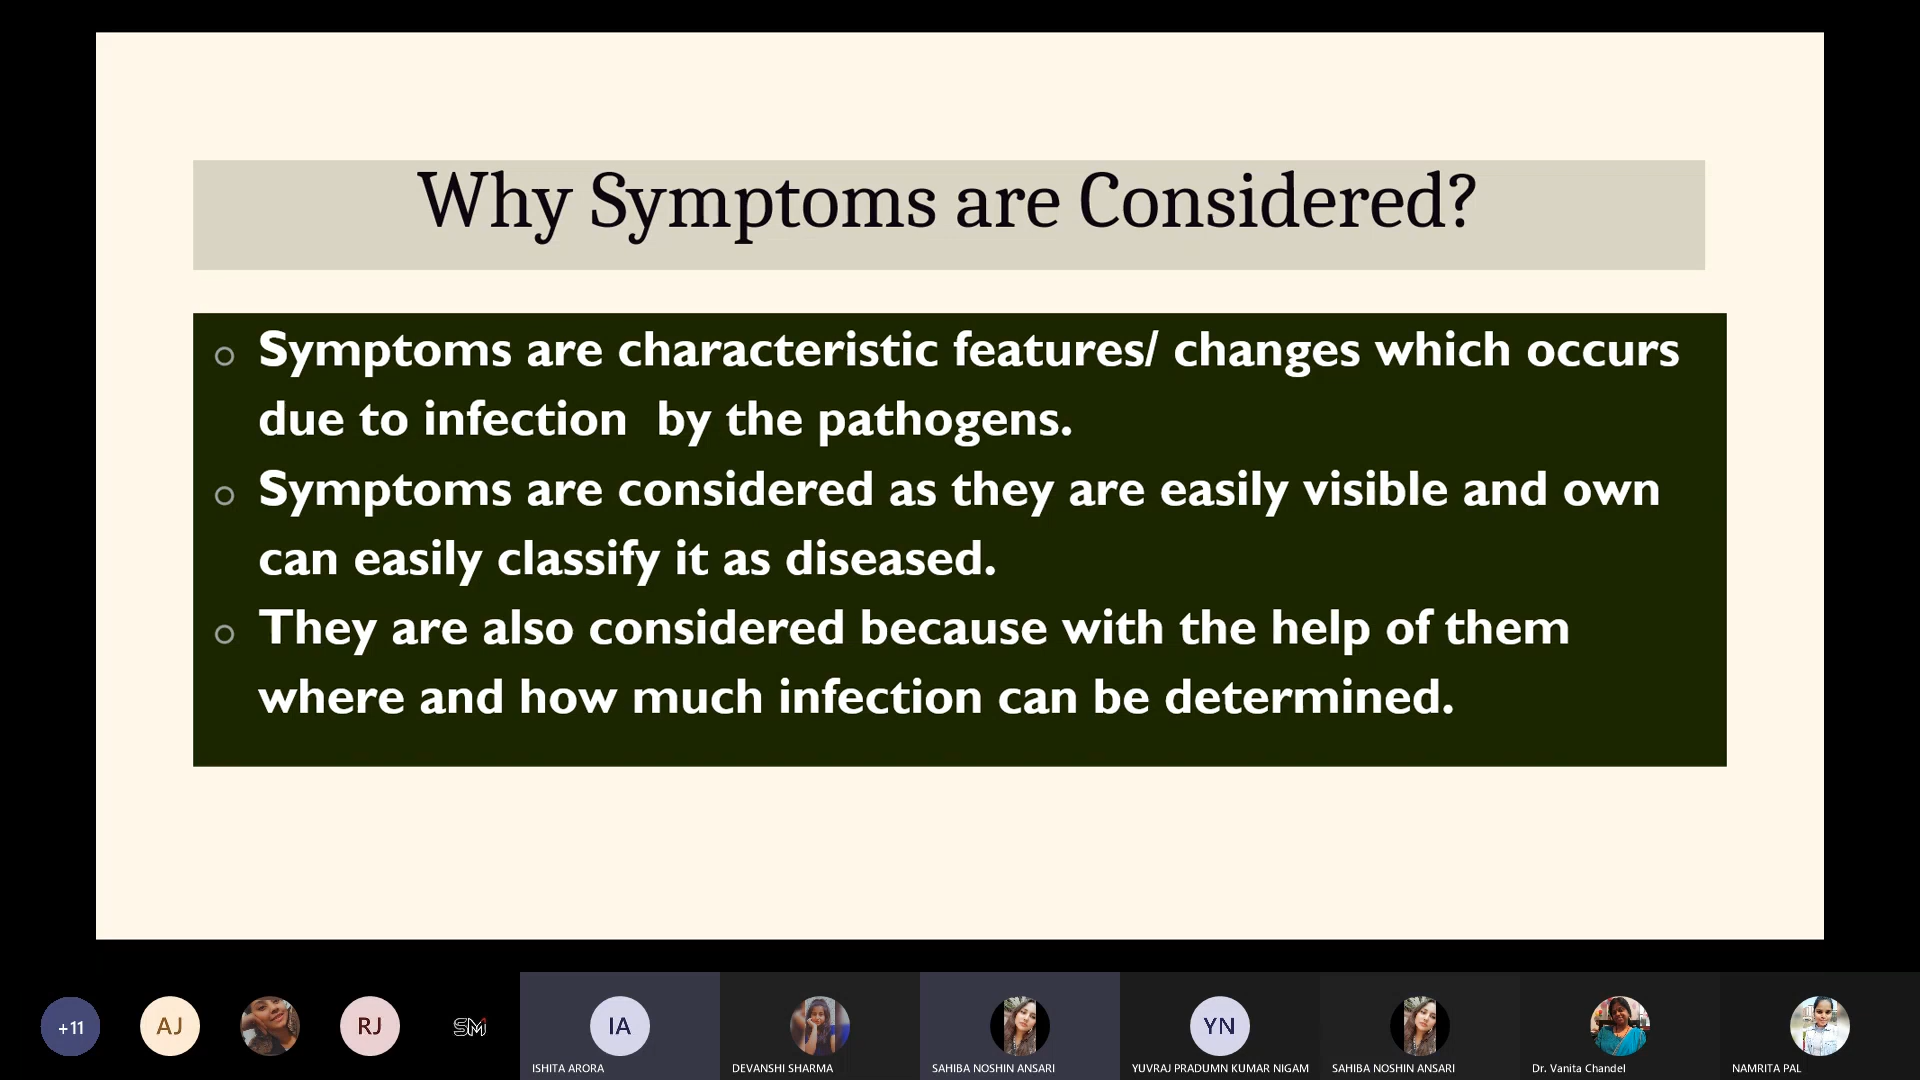 Why Symptoms are Considered?
Symptoms are characteristic features/ changes which occurs
due to infection by the pathogens.
Symptoms are considered as they are easily visible and own
can easily classify it as diseased.
They are also considered because with the help of them
where and how much infection can be determined.
+11
AJ
RJ
SM
IA
YN
ISHITA ARORA
DEVANSHI SHARMA
SAHIBA NOSHIN ANSARI
YUVRAJ PRADUMN KUMAR NIGAM
SAHIBA NOSHIN ANSARI
Dr. Vanita Chandel
NAMRITA PAL